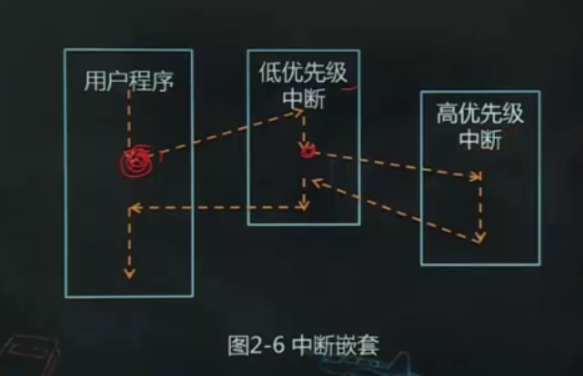 用户程序
低优先级
中断
高优先级
中断
图2-6 中断嵌套